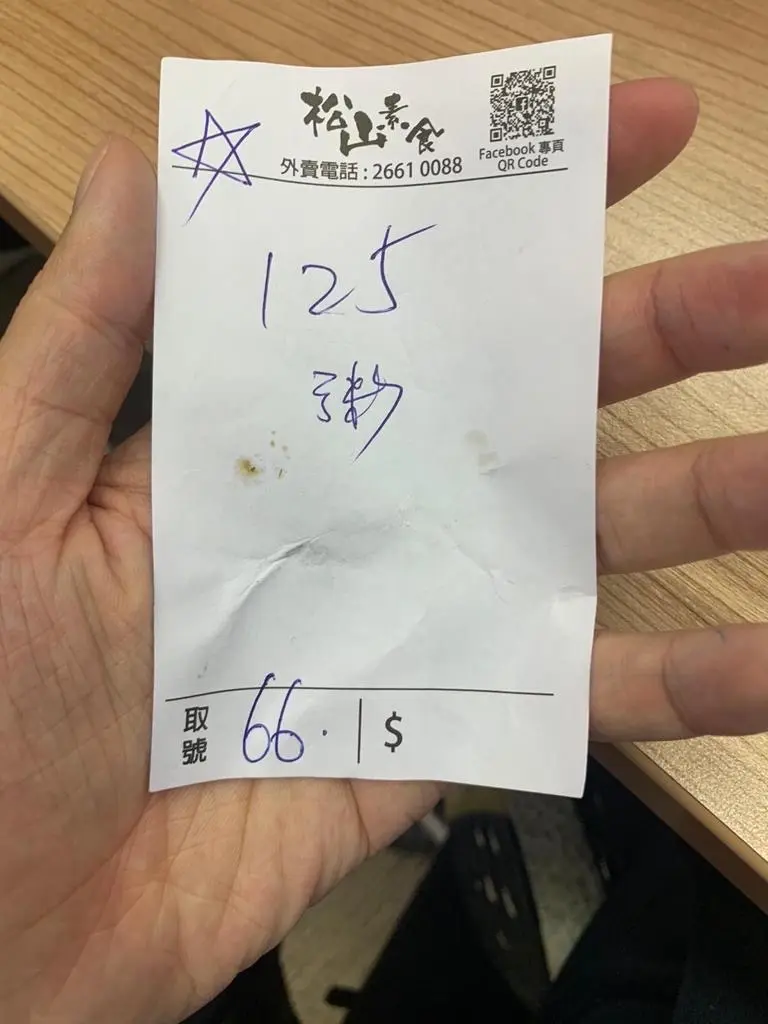 松山素食
外賣電話 : 2661 0088
Facebook 專頁
QR Code
125
粥
取號 66. $